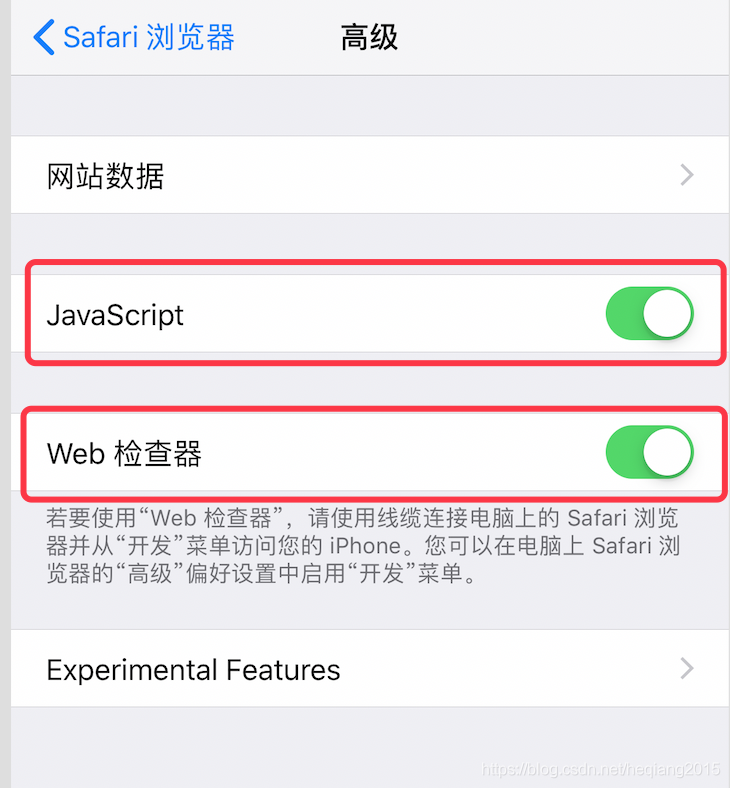 Safari 浏览器
高级
网站数据
JavaScript
Web 检查器
若要使用“Web 检查器”，请使用线缆连接电脑上的 Safari 浏览
器并从“开发”菜单访问您的 iPhone。您可以在电脑上 Safari 浏
览器的“高级”偏好设置中启用“开发”菜单。
Experimental Features
https://blog.csdn.net/heqiang2015